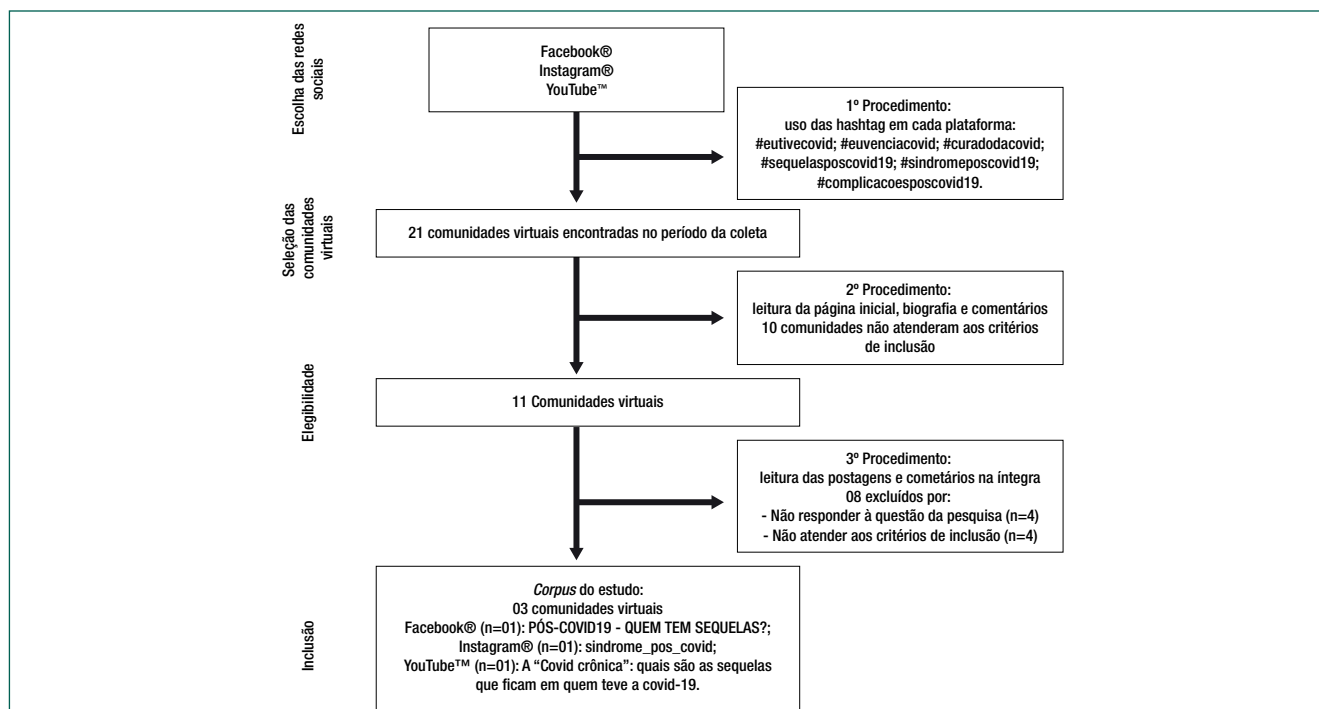 Escolha das redes
sociais
Facebook®
Instagram®
YouTube™
1º Procedimento:
uso das hashtag em cada plataforma:
#eutivecovid; #euvenciacovid; #curadodacovid;
#sequelasposcovid19; #sindromeposcovid19;
#complicacoesposcovid19.
Seleção das
comunidades
virtuais
21 comunidades virtuais encontradas no período da coleta
2º Procedimento:
leitura da página inicial, biografia e comentários
10 comunidades não atenderam aos critérios
de inclusão
Elegibilidade
11 Comunidades virtuais
3º Procedimento:
leitura das postagens e cometários na íntegra
08 excluídos por:
- Não responder à questão da pesquisa (n=4)
- Não atender aos critérios de inclusão (n=4)
Inclusão
Corpus do estudo:
03 comunidades virtuais
Facebook® (n=01): PÓS-COVID19 - QUEM TEM SEQUELAS?;
Instagram® (n=01): sindrome_pos_covid;
YouTube™ (n=01): A “Covid crônica”: quais são as sequelas
que ficam em quem teve a covid-19.